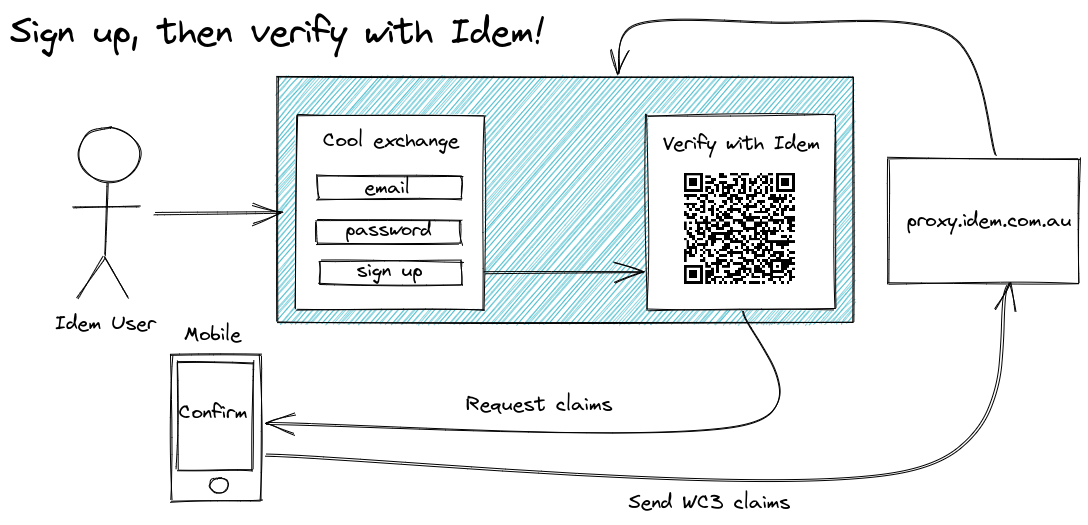 Sign up, then verify with Idem!
Cool exchange
email
password
sign up
Verify with Idem
proxy.idem.com.au
Idem User
Mobile
Confirm
Request claims
Send WC3 claims